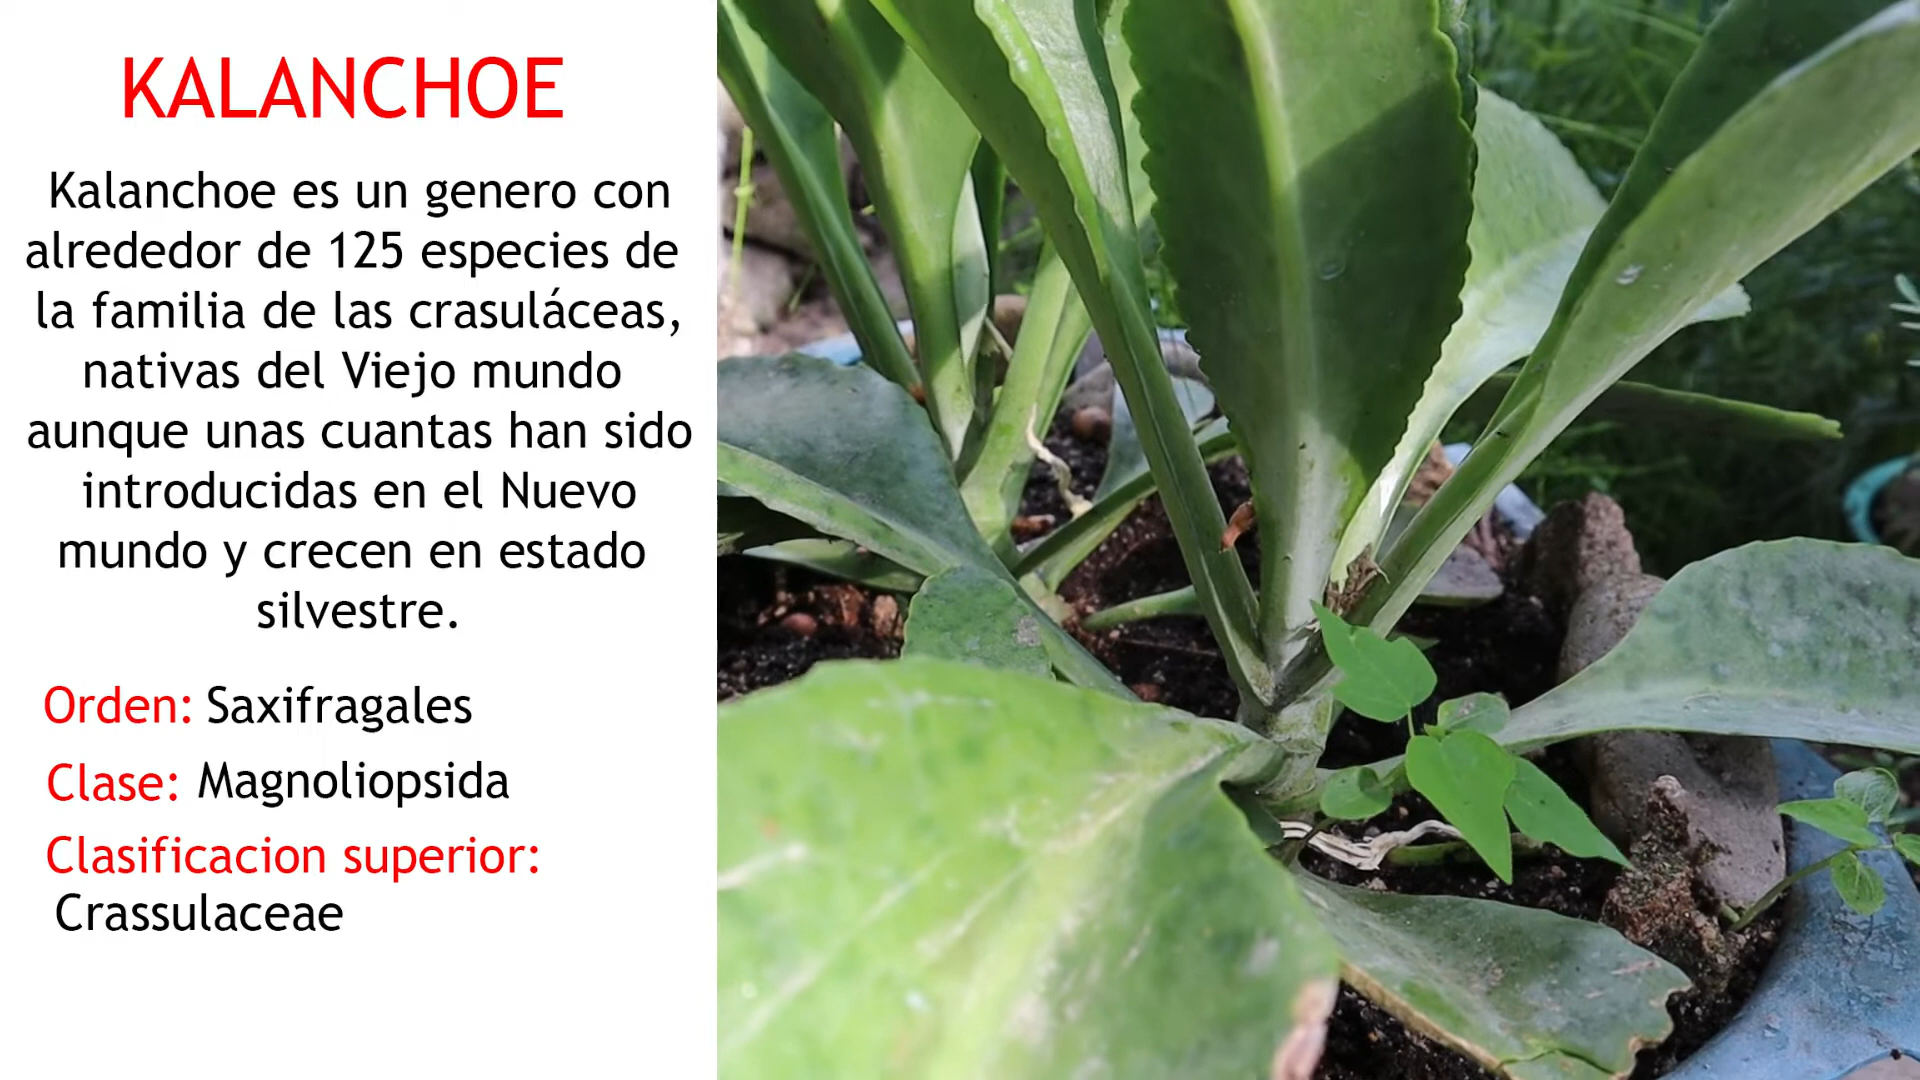 KALANCHOE
Kalanchoe es un genero con
alrededor de 125 especies de
la familia de las crasuláceas,
nativas del Viejo mundo
aunque unas cuantas han sido
introducidas en el Nuevo
mundo y crecen en estado
silvestre.
Orden: Saxifragales
Clase: Magnoliopsida
Clasificacion superior:
Crassulaceae